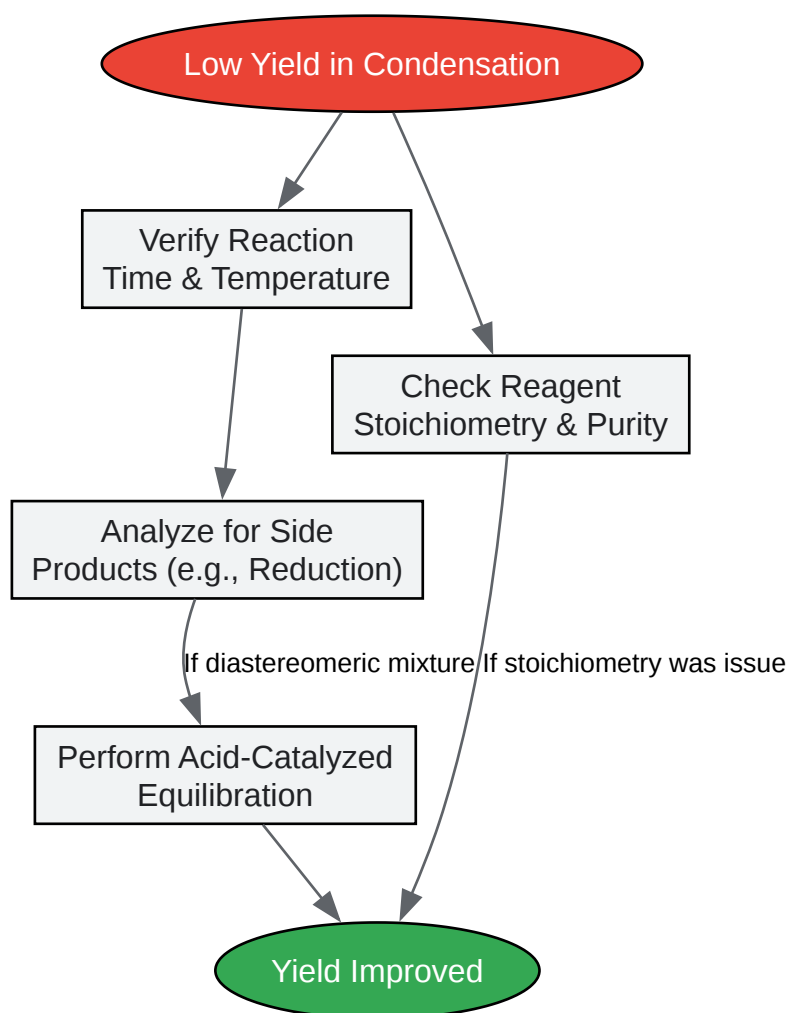 Low Yield in Condensation
Verify Reaction
Time & Temperature
Check Reagent
Stoichiometry & Purity
Analyze for Side
Products (e.g., Reduction)
If diastereomeric mixture
If stoichiometry was issue
Perform Acid-Catalyzed
Equilibration
Yield Improved